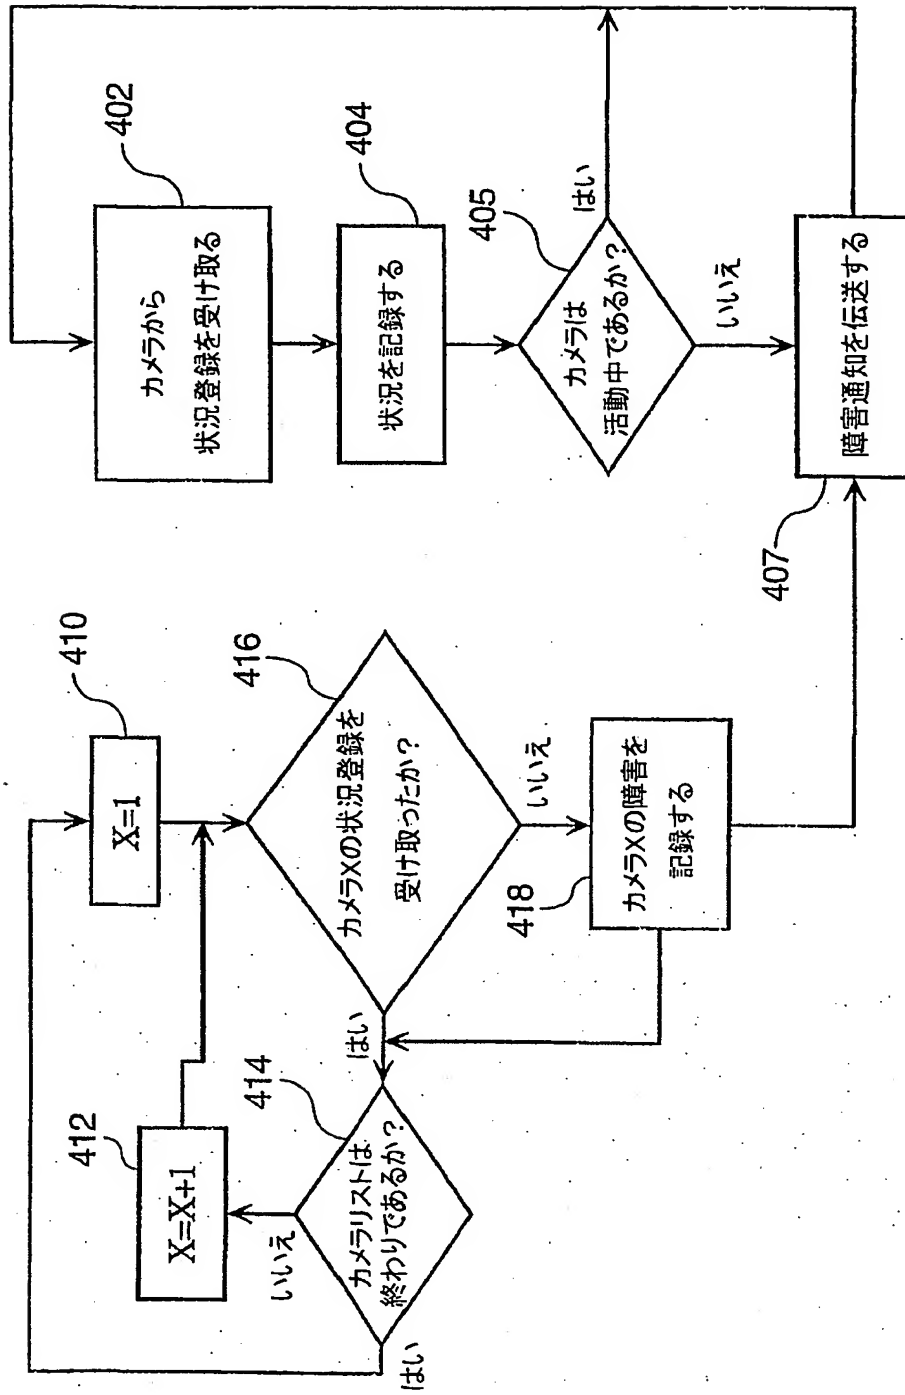 410
X=1
412
X=X+1
416
カメラXの状況登録を
受け取ったか?
はい
いいえ
414
カメラリストは
終わりであるか?
いいえ
はい
418
カメラXの障害を
記録する
402
カメラから
状況登録を受け取る
404
状況を記録する
405
カメラは
活動中であるか?
はい
いいえ
407
障害通知を伝送する